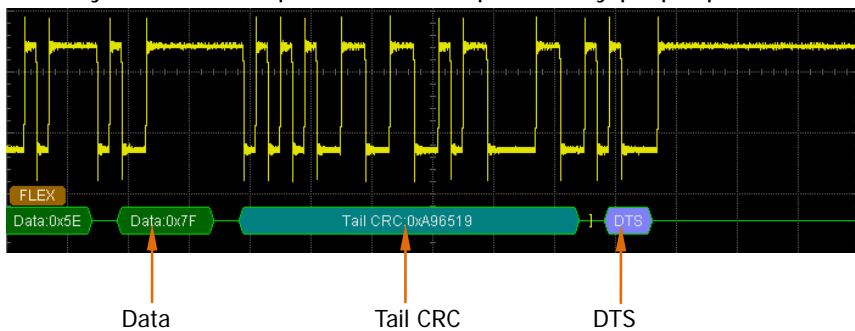 FLEX
Data:0x5E Data:0x7F Tail CRC:0xA96519 ] DTS
Data Tail CRC DTS